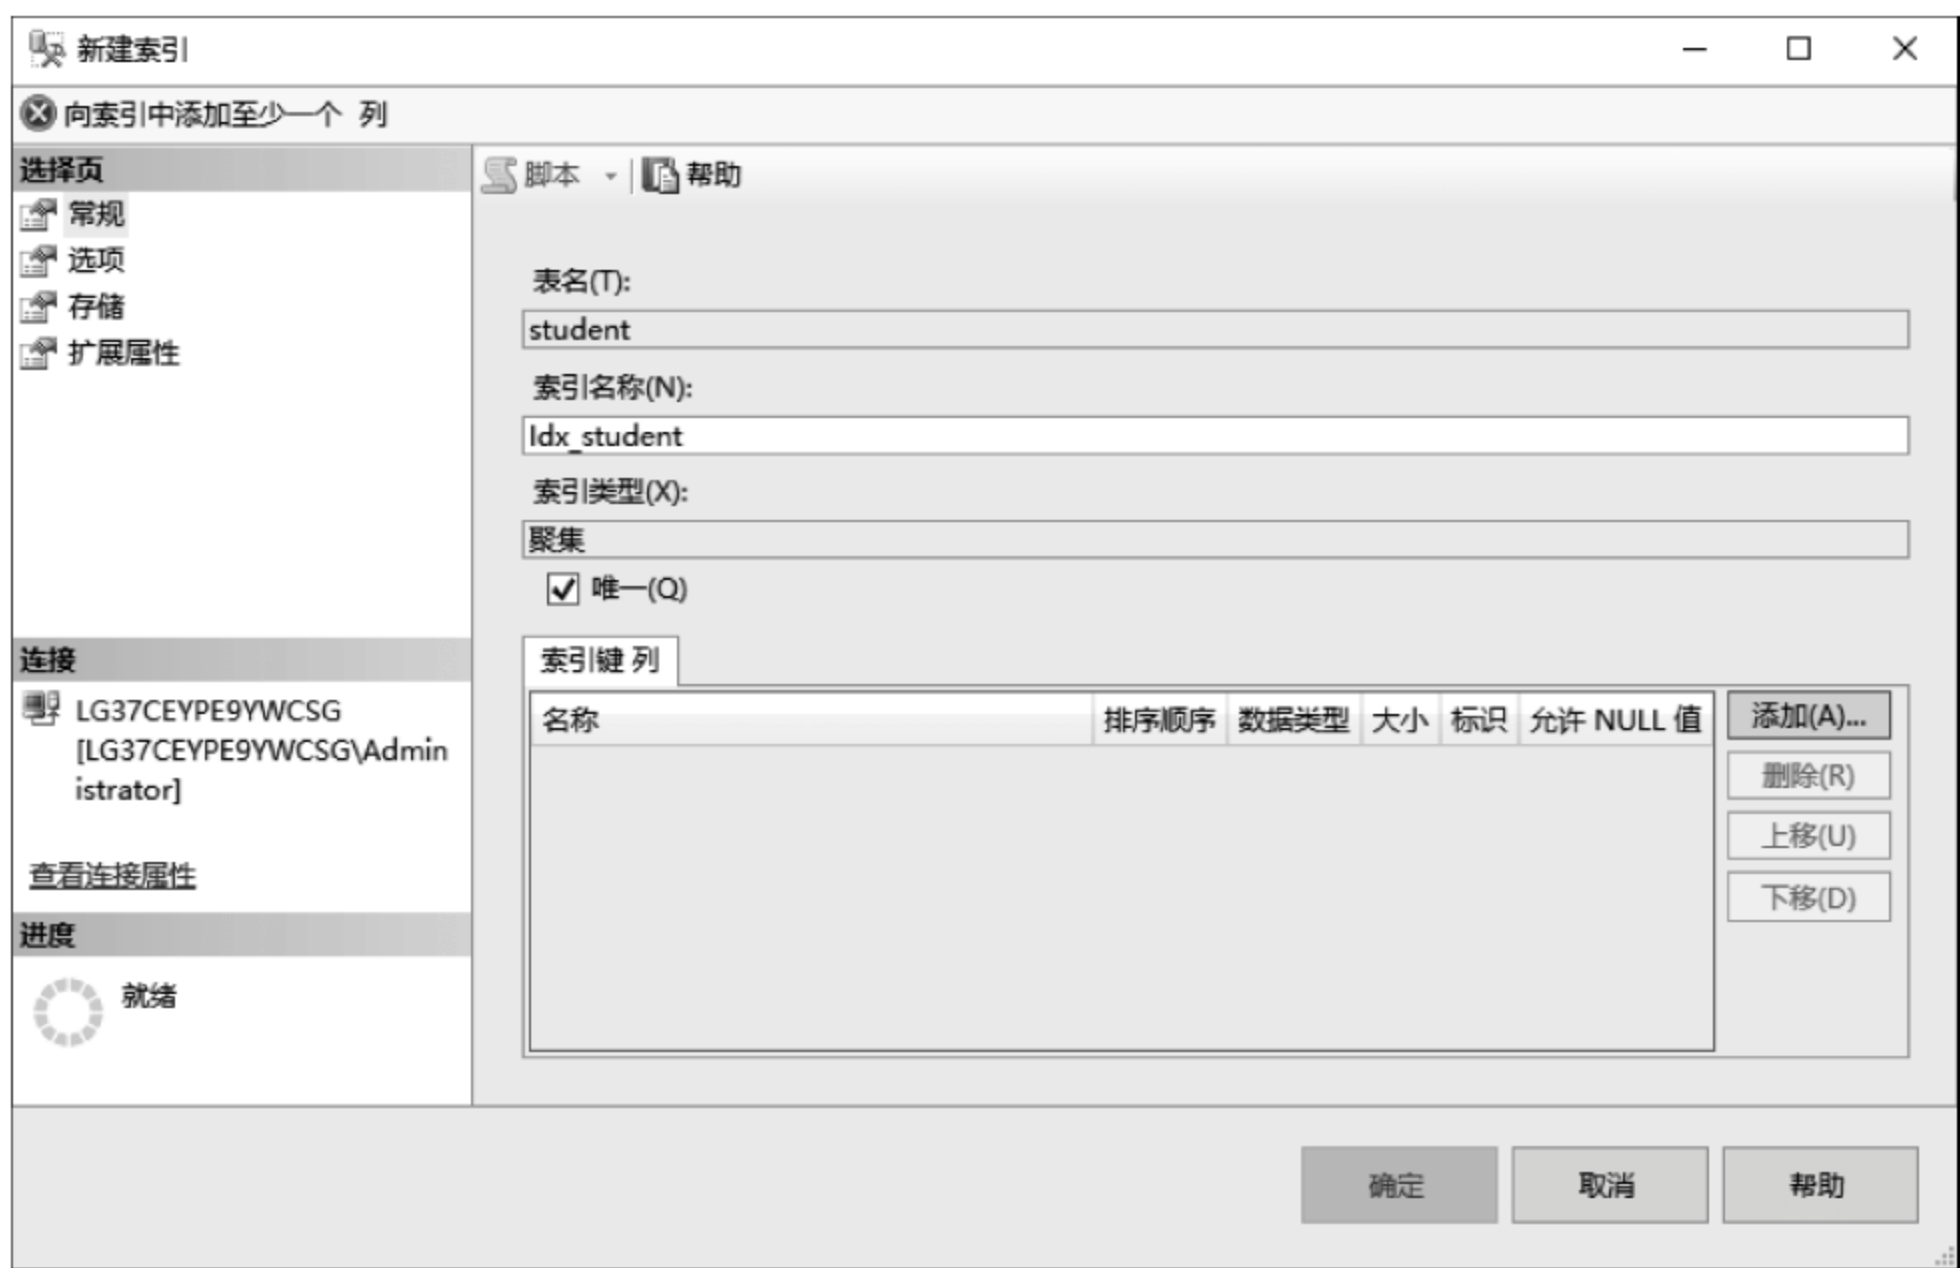 新建索引
向索引中添加至少一个 列
选择页
常规
选项
存储
扩展属性
连接
LG37CEYPE9YWCSG
[LG37CEYPE9YWCSG\Admin
istrator]
查看连接属性
进度
就绪
脚本 帮助
表名(T):
student
索引名称(N):
Idx_student
索引类型(X):
聚集
唯一(Q)
索引键 列
名称 排序顺序 数据类型 大小 标识 允许 NULL 值
添加(A)...
删除(R)
上移(U)
下移(D)
确定 取消 帮助